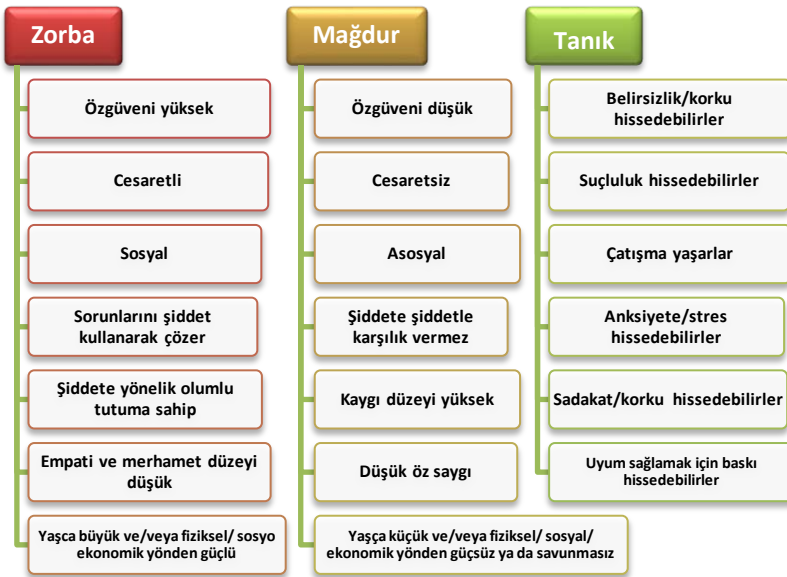 Zorba
Özgüveni yüksek
Cesaretli
Sosyal
Sorunlarını şiddet
kullanarak çözer
Şiddete yönelik olumlu
tutuma sahip
Empati ve merhamet düzeyi
düşük
Yaşca büyük ve/veya fiziksel/ sosyo
ekonomik yönden güçlü
Mağdur
Özgüveni düşük
Cesaretsiz
Asosyal
Şiddete şiddetle
karşılık vermez
Kaygı düzeyi yüksek
Düşük öz saygı
Yaşça küçük ve/veya fiziksel/ sosyal/
ekonomik yönden güçsüz ya da savunmasız
Tanık
Belirsizlik/korku
hissedebilirler
Suçluluk hissedebilirler
Çatışma yaşarlar
Anksiyete/stres
hissedebilirler
Sadakat/korku hissedebilirler
Uyum sağlamak için baskı
hissedebilirler